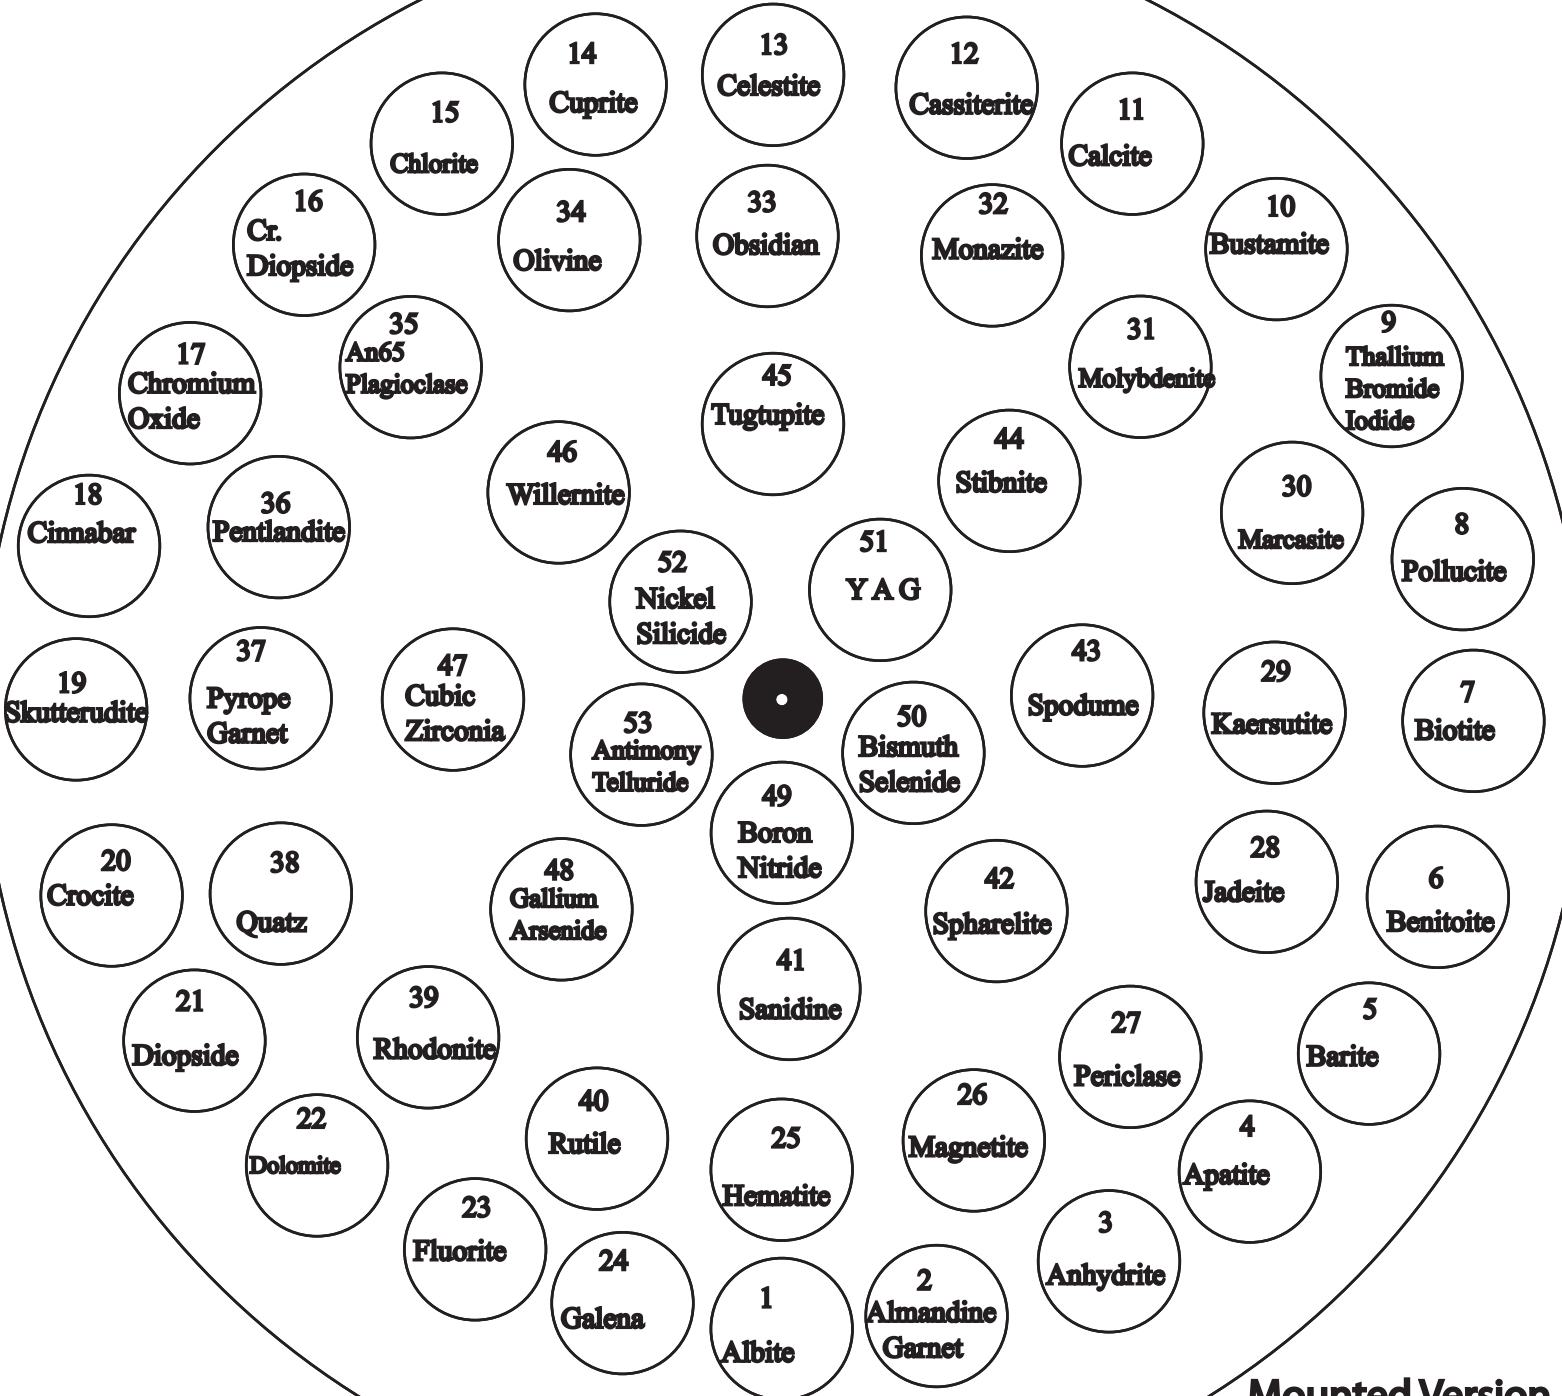 14
Cuprite
13
Celestite
12
Cassiterite
15
Chlorite
11
Calcite
16
Cr.
Diopside
34
Olivine
33
Obsidian
32
Monazite
10
Bustamite
17
Chromium
Oxide
35
An65
Plagioclase
45
Tugtupite
31
Molybdenite
9
Thallium
Bromide
Iodide
18
Cinnabar
36
Pentlandite
46
Willernite
44
Stibnite
30
Marcasite
8
Pollucite
52
Nickel
Silicide
51
Y A G
19
Skutterudite
37
Pyrope
Garnet
47
Cubic
Zirconia
53
Antimony
Telluride
50
Bismuth
Selenide
43
Spodume
29
Kaersutite
7
Biotite
49
Boron
Nitride
20
Crocite
38
Quatz
48
Gallium
Arsenide
42
Spharelite
28
Jadeite
6
Benitoite
41
Sanidine
21
Diopside
39
Rhodonite
27
Periclase
5
Barite
22
Dolomite
40
Rutile
25
Hematite
26
Magnetite
4
Apatite
23
Fluorite
24
Galena
1
Albite
2
Almandine
Garnet
3
Anhydrite
Mounted Version